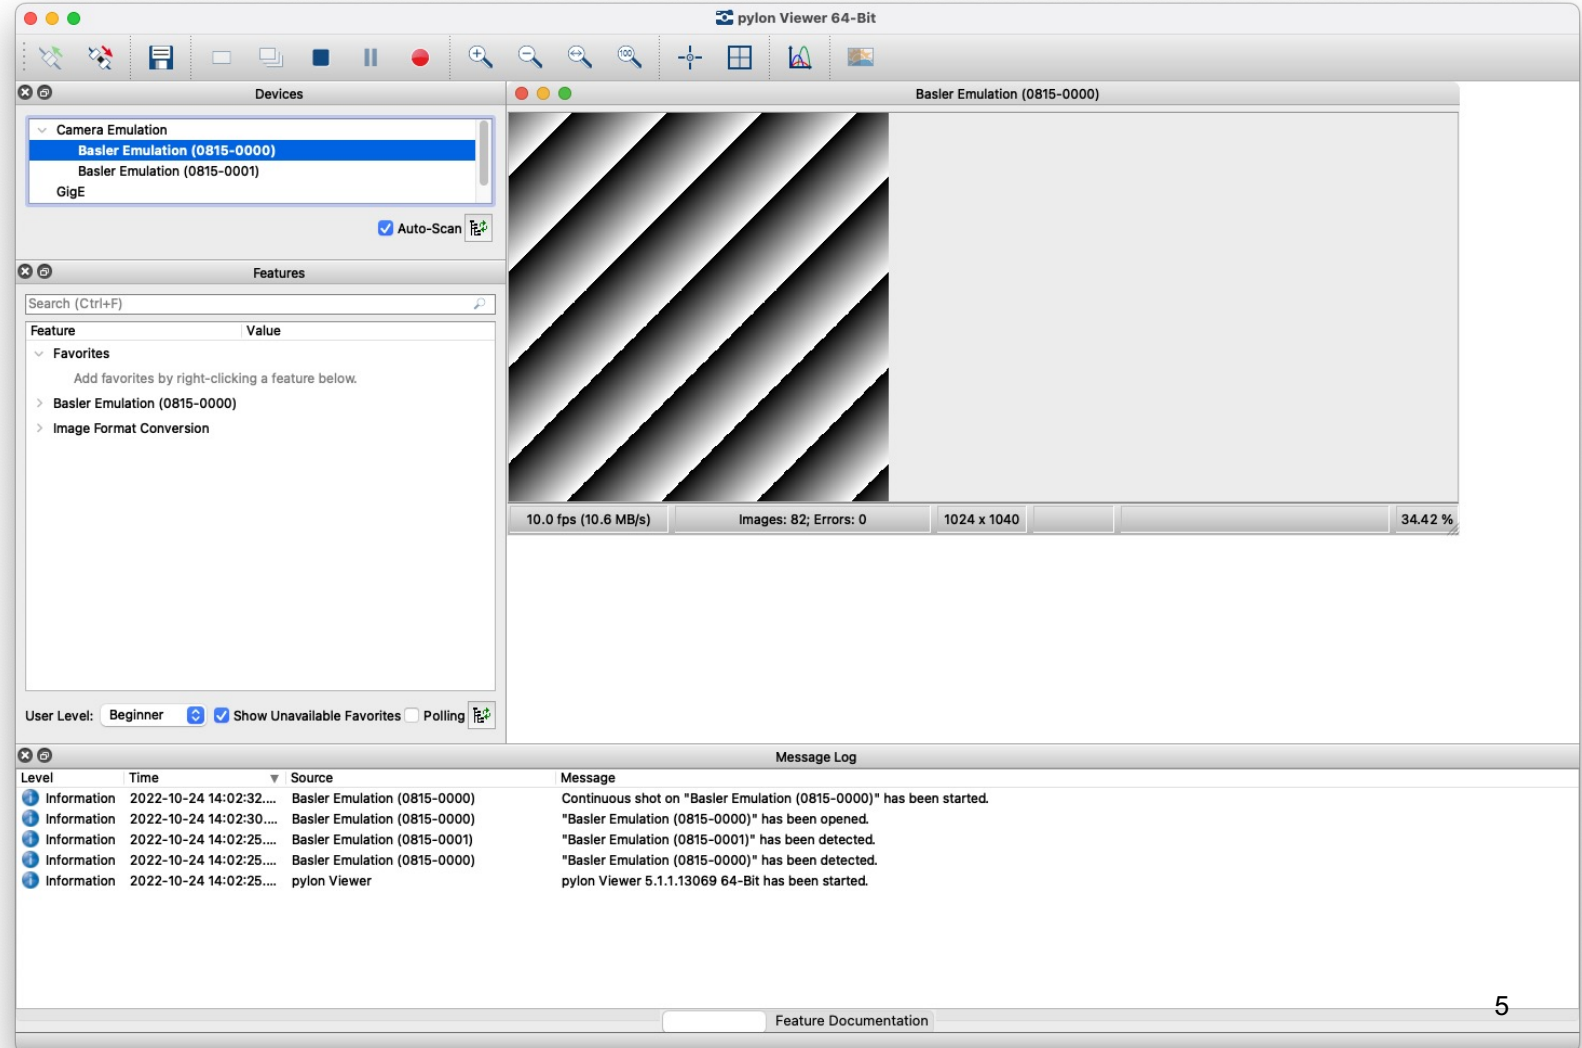 pylon Viewer 64-Bit
100
Devices
Camera Emulation
Basler Emulation (0815-0000)
Basler Emulation (0815-0001)
GigE
Auto-Scan
Features
Search (Ctrl+F)
Feature Value
Favorites
Add favorites by right-clicking a feature below.
Basler Emulation (0815-0000)
Image Format Conversion
User Level: Beginner Show Unavailable Favorites Polling
Basler Emulation (0815-0000)
10.0 fps (10.6 MB/s) Images: 82; Errors: 0 1024 x 1040 34.42 %
Message Log
Level Time Source Message
Information 2022-10-24 14:02:32.... Basler Emulation (0815-0000) Continuous shot on "Basler Emulation (0815-0000)" has been started.
Information 2022-10-24 14:02:30.... Basler Emulation (0815-0000) "Basler Emulation (0815-0000)" has been opened.
Information 2022-10-24 14:02:25.... Basler Emulation (0815-0001) "Basler Emulation (0815-0001)" has been detected.
Information 2022-10-24 14:02:25.... Basler Emulation (0815-0000) "Basler Emulation (0815-0000)" has been detected.
Information 2022-10-24 14:02:25.... pylon Viewer pylon Viewer 5.1.1.13069 64-Bit has been started.
5
Feature Documentation